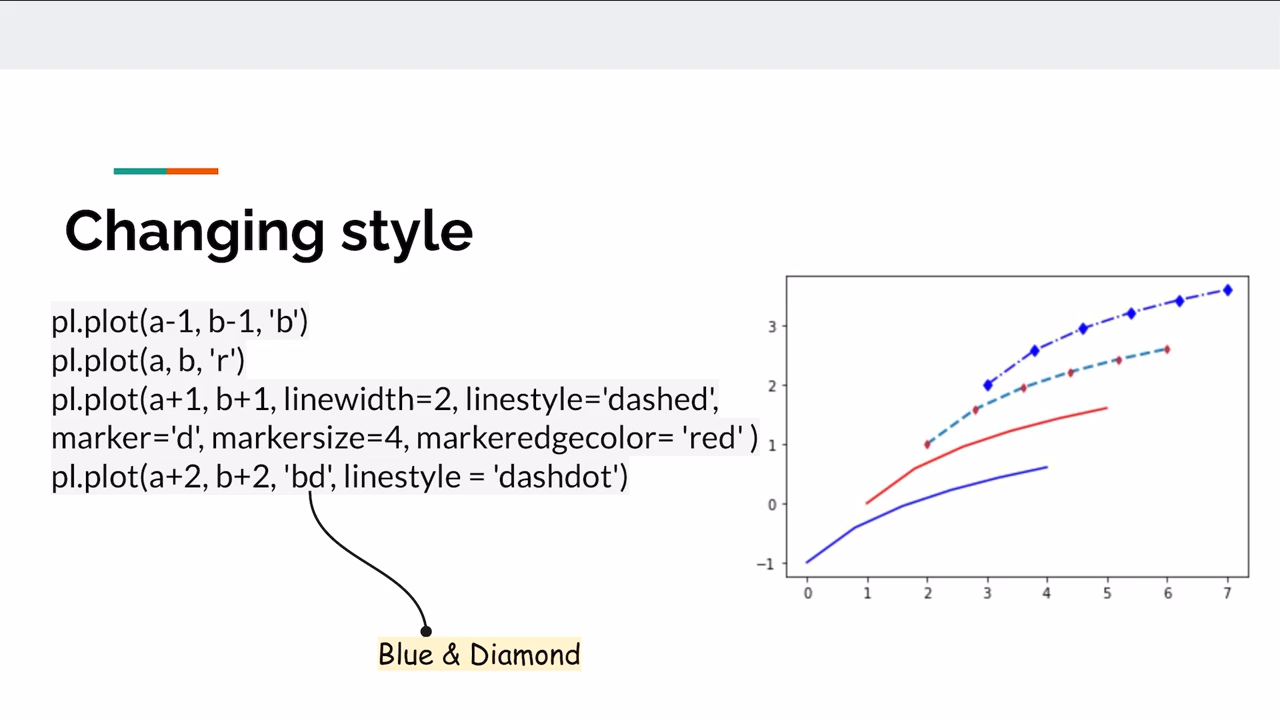 Changing style
pl.plot(a-1, b-1, 'b')
pl.plot(a, b, 'r')
pl.plot(a+1, b+1, linewidth=2, linestyle='dashed',
marker='d', markersize=4, markeredgecolor= 'red' )
pl.plot(a+2, b+2, 'bd', linestyle = 'dashdot')
Blue & Diamond
3
2
1
0
−1
0 1 2 3 4 5 6 7